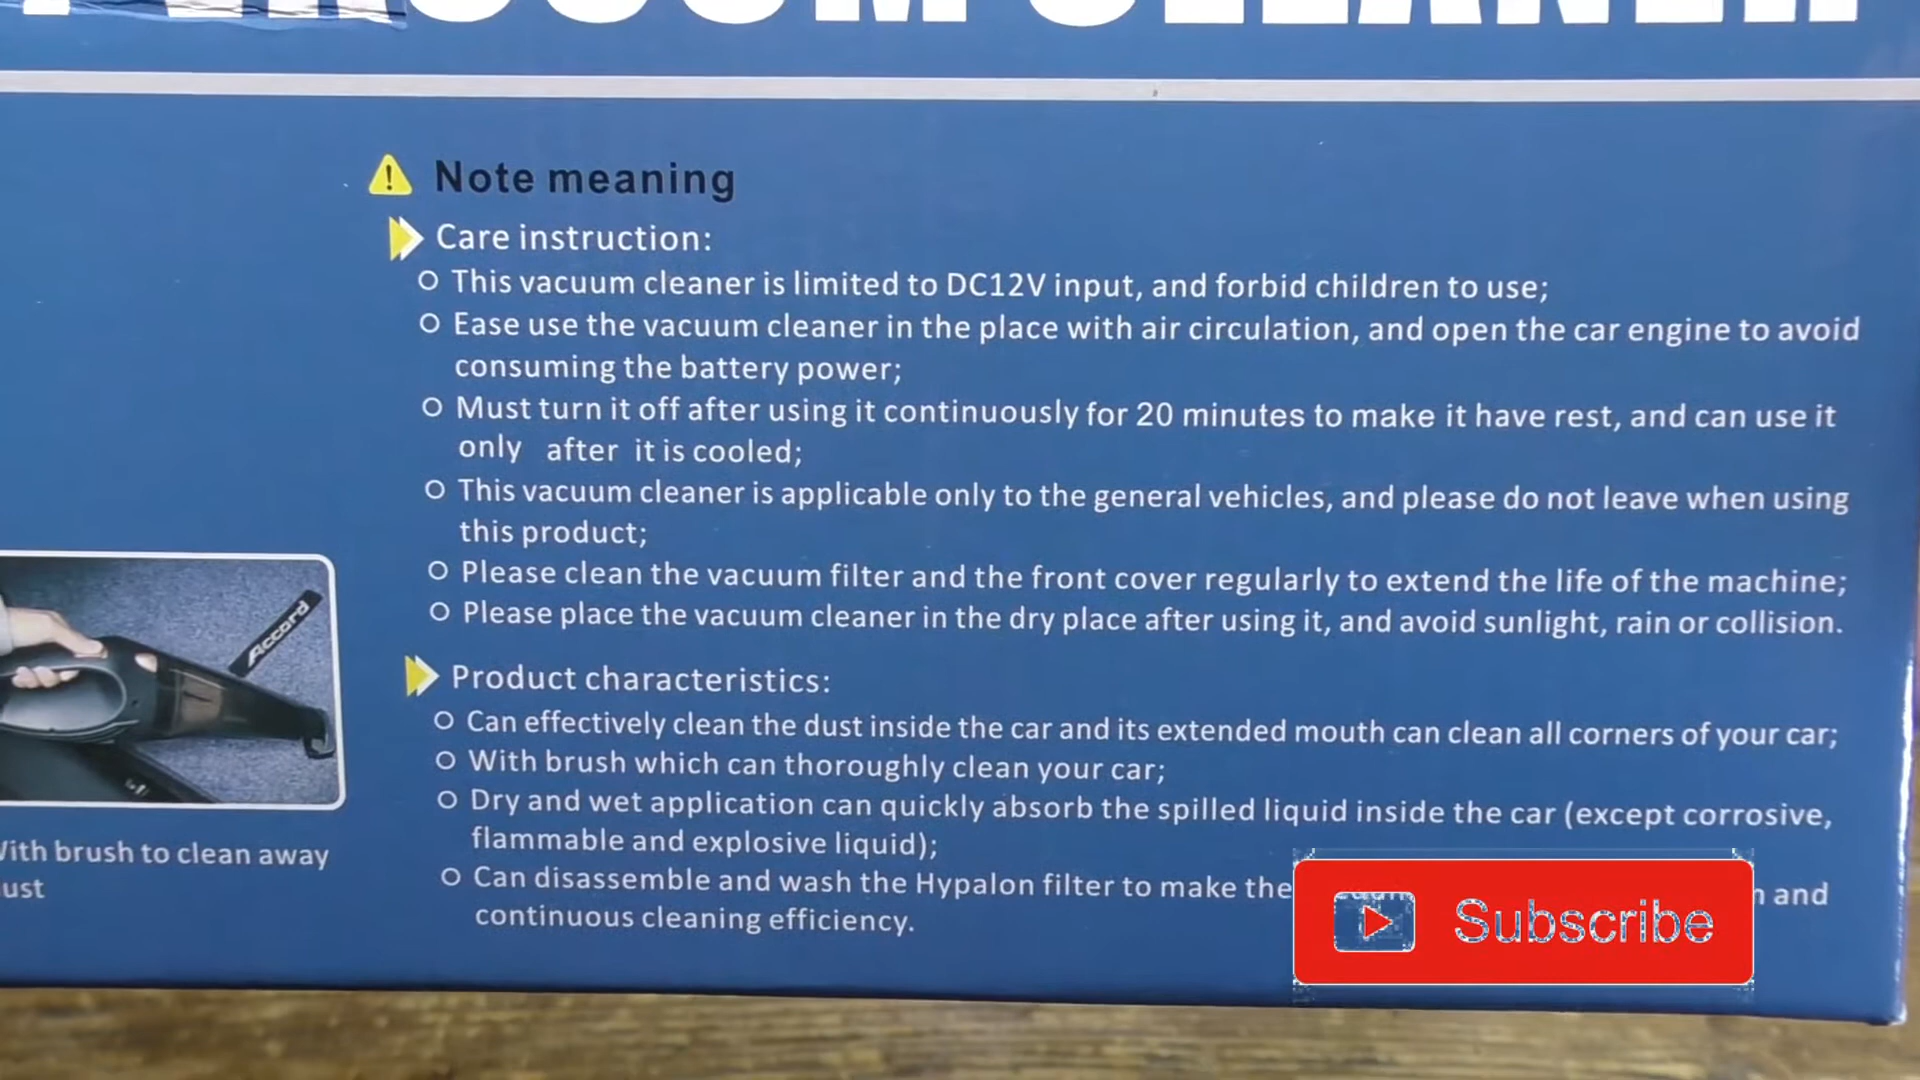 VACUUM CLEANER
Note meaning
Care instruction:
This vacuum cleaner is limited to DC12V input, and forbid children to use;
Ease use the vacuum cleaner in the place with air circulation, and open the car engine to avoid
consuming the battery power;
Must turn it off after using it continuously for 20 minutes to make it have rest, and can use it
only after it is cooled;
This vacuum cleaner is applicable only to the general vehicles, and please do not leave when using
this product;
Please clean the vacuum filter and the front cover regularly to extend the life of the machine;
Please place the vacuum cleaner in the dry place after using it, and avoid sunlight, rain or collision.
Accord
With brush to clean away
Product characteristics:
Can effectively clean the dust inside the car and its extended mouth can clean all corners of your car;
With brush which can thoroughly clean your car;
Dry and wet application can quickly absorb the spilled liquid inside the car (except corrosive,
flammable and explosive liquid);
Can disassemble and wash the Hypalon filter to make the and
continuous cleaning efficiency.
Subscribe